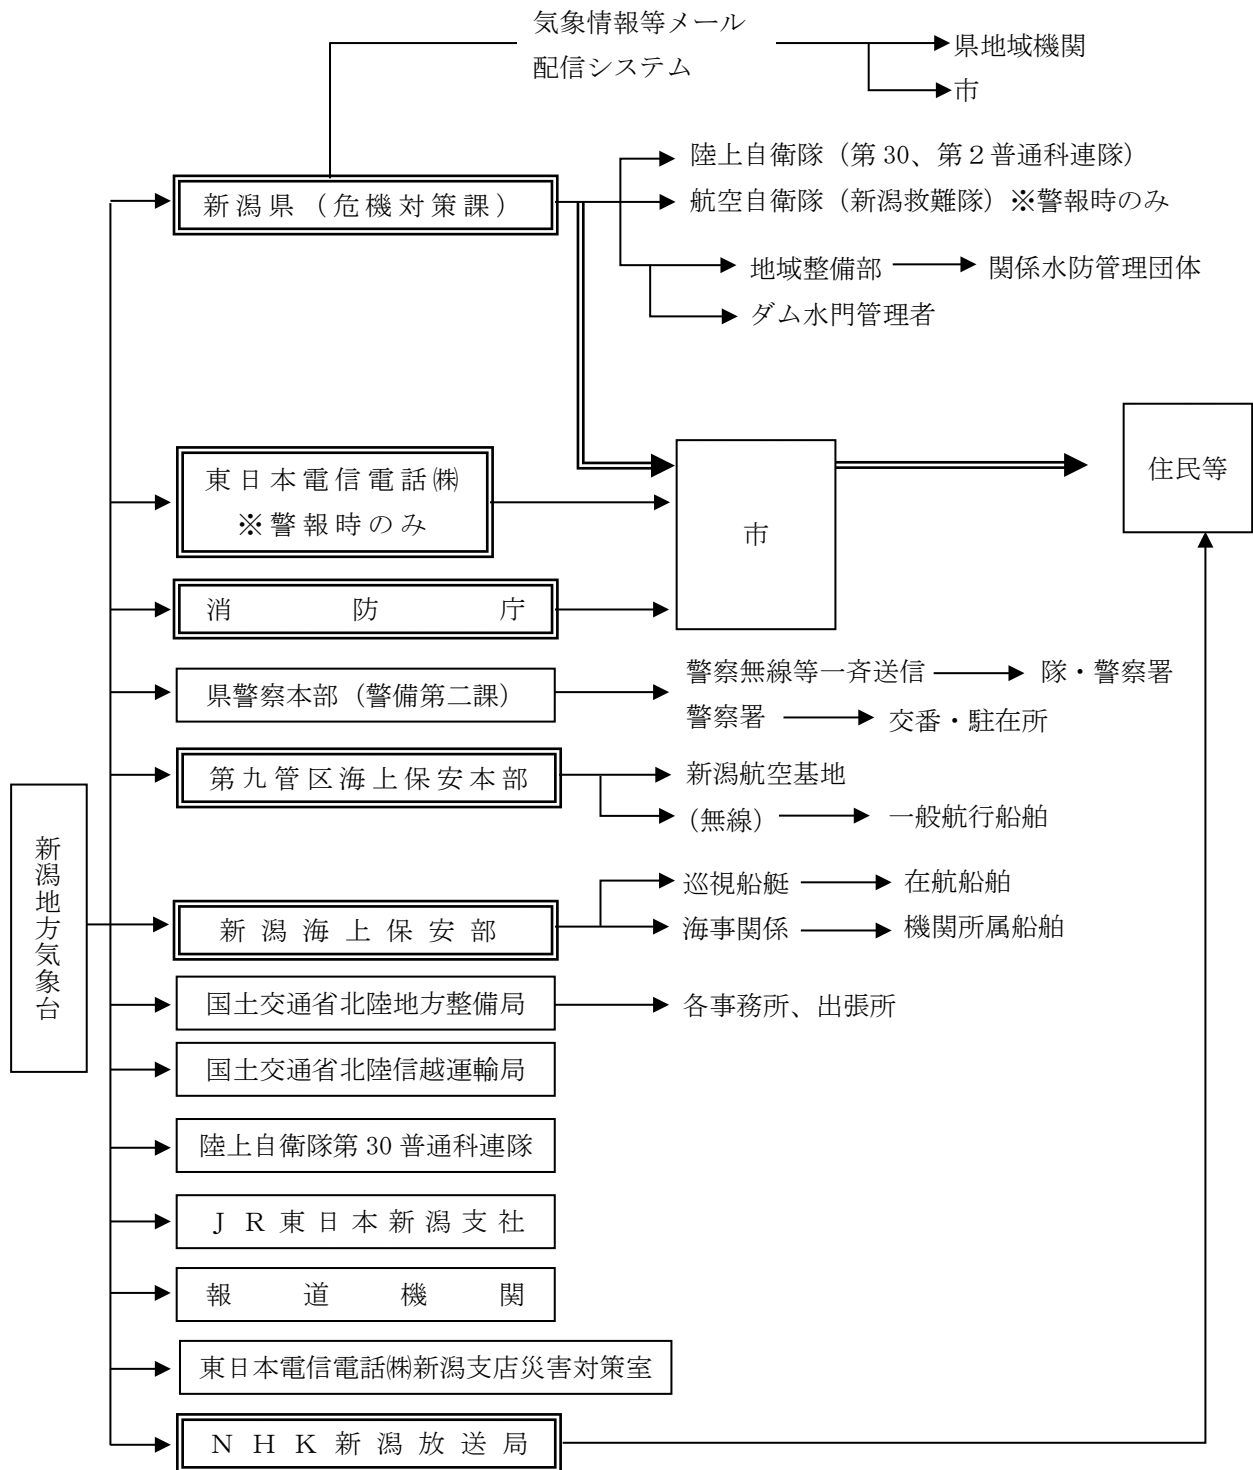 気象情報等メール
配信システム
県地域機関
市
陸上自衛隊（第30、第２普通科連隊）
新潟県（危機対策課）
航空自衛隊（新潟救難隊）※警報時のみ
地域整備部
関係水防管理団体
ダム水門管理者
東日本電信電話㈱
※警報時のみ
市
住民等
消防庁
県警察本部（警備第二課）
警察無線等一斉送信
隊・警察署
警察署
交番・駐在所
第九管区海上保安本部
新潟航空基地
（無線）
一般航行船舶
新潟地方気象台
巡視船艇
在航船舶
新潟海上保安部
海事関係
機関所属船舶
国土交通省北陸地方整備局
各事務所、出張所
国土交通省北陸信越運輸局
陸上自衛隊第30普通科連隊
ＪＲ東日本新潟支社
報道機関
東日本電信電話㈱新潟支店災害対策室
ＮＨＫ新潟放送局